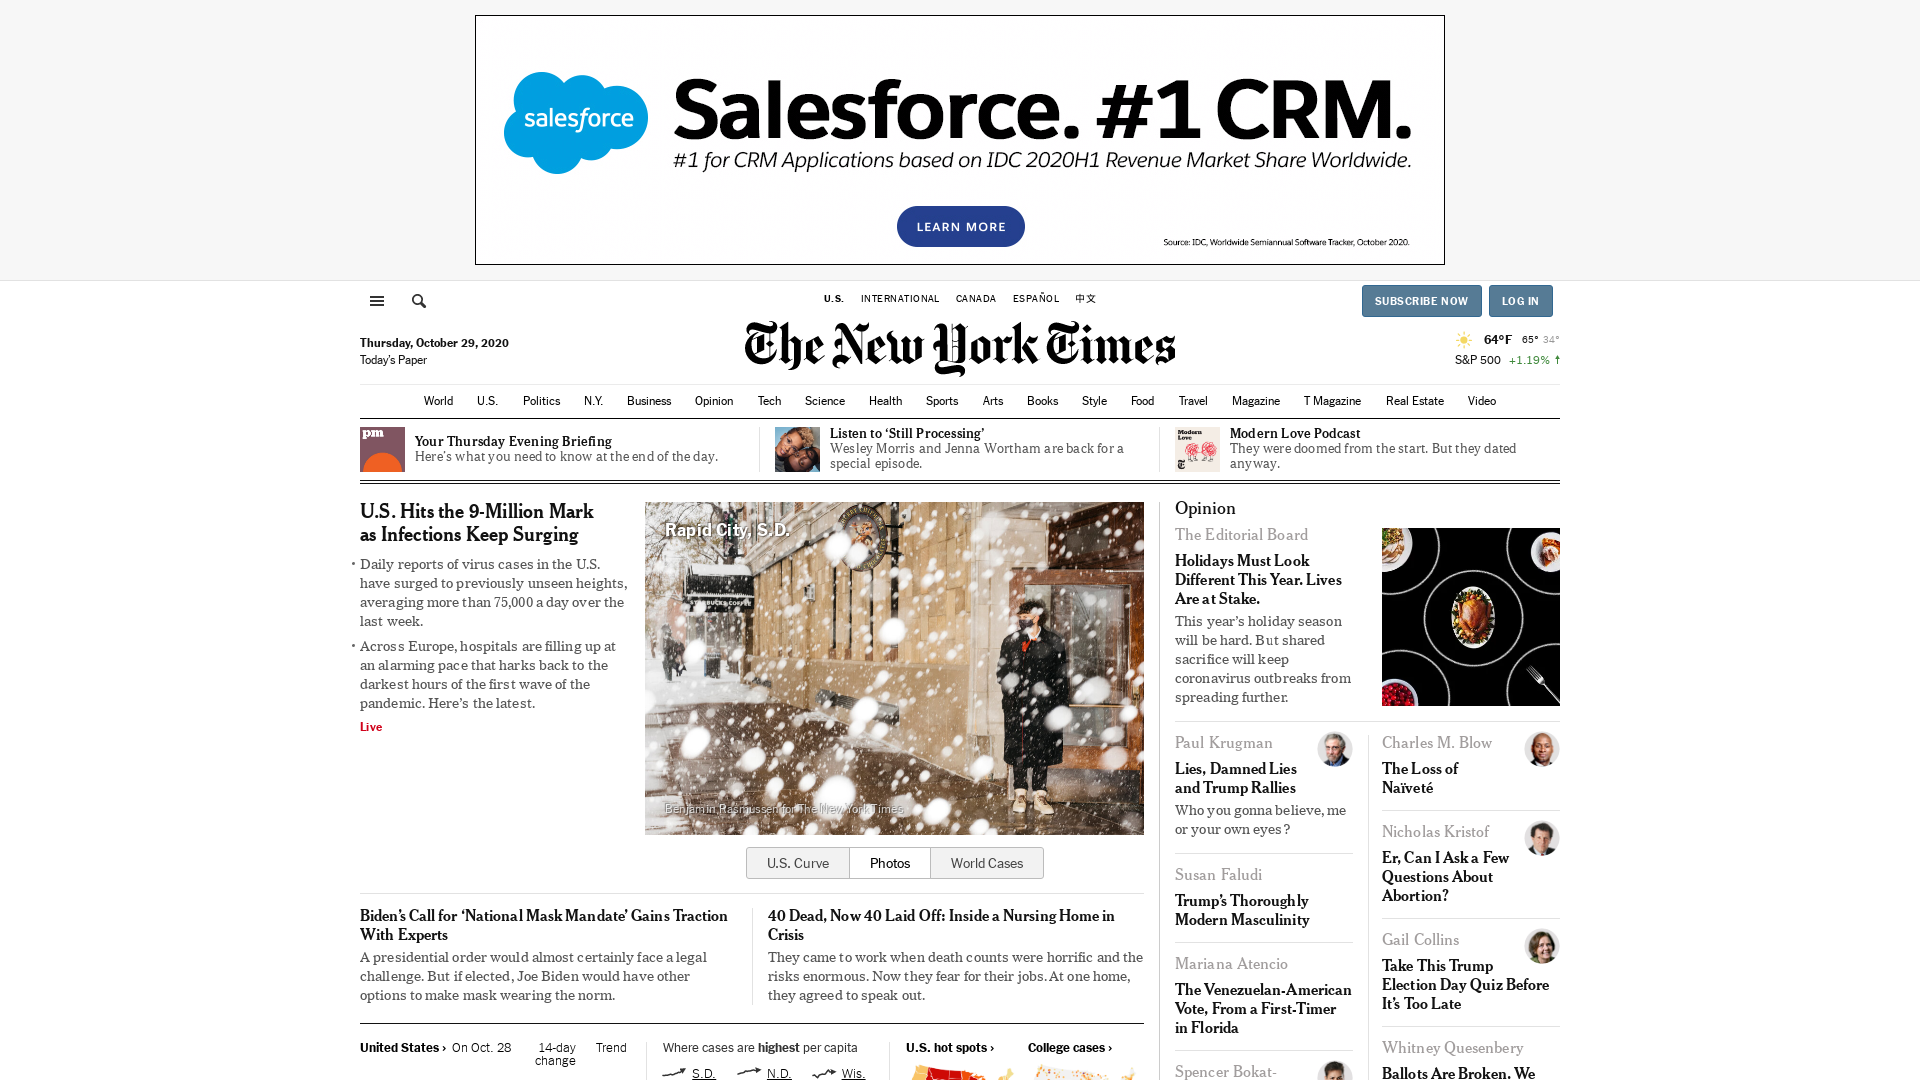 salesforce
Salesforce. #1 CRM.
#1 for CRM Applications based on IDC 2020H1 Revenue Market Share Worldwide.
LEARN MORE
Source: IDC, Worldwide Semiannual Software Tracker, October 2020.
U.S. INTERNATIONAL CANADA ESPAÑOL 中文
SUBSCRIBE NOW LOG IN
The New York Times
Thursday, October 29, 2020
Today's Paper
64°F 65° 34°
S&P 500 +1.19% ↑
World U.S. Politics N.Y. Business Opinion Tech Science Health Sports Arts Books Style Food Travel Magazine T Magazine Real Estate Video
pm
Your Thursday Evening Briefing
Here's what you need to know at the end of the day.
Listen to ‘Still Processing’
Wesley Morris and Jenna Wortham are back for a
special episode.
Modern
Love
Modern Love Podcast
They were doomed from the start. But they dated
anyway.
U.S. Hits the 9-Million Mark
as Infections Keep Surging
Daily reports of virus cases in the U.S.
have surged to previously unseen heights,
averaging more than 75,000 a day over the
last week.
Across Europe, hospitals are filling up at
an alarming pace that harks back to the
darkest hours of the first wave of the
pandemic. Here’s the latest.
Live
Rapid City, S.D.
STARBUCKS COFFEE
Benjamin Rasmussen for The New York Times
U.S. Curve Photos World Cases
Biden’s Call for ‘National Mask Mandate’ Gains Traction
With Experts
A presidential order would almost certainly face a legal
challenge. But if elected, Joe Biden would have other
options to make mask wearing the norm.
40 Dead, Now 40 Laid Off: Inside a Nursing Home in
Crisis
They came to work when death counts were horrific and the
risks enormous. Now they fear for their jobs. At one home,
they agreed to speak out.
United States › On Oct. 28 14-day
change
Trend
Where cases are highest per capita
S.D. N.D. Wis.
U.S. hot spots › College cases ›
Opinion
The Editorial Board
Holidays Must Look
Different This Year. Lives
Are at Stake.
This year’s holiday season
will be hard. But shared
sacrifice will keep
coronavirus outbreaks from
spreading further.
Paul Krugman
Lies, Damned Lies
and Trump Rallies
Who you gonna believe, me
or your own eyes?
Susan Faludi
Trump’s Thoroughly
Modern Masculinity
Mariana Atencio
The Venezuelan-American
Vote, From a First-Timer
in Florida
Spencer Bokat-
Charles M. Blow
The Loss of
Naïveté
Nicholas Kristof
Er, Can I Ask a Few
Questions About
Abortion?
Gail Collins
Take This Trump
Election Day Quiz Before
It’s Too Late
Whitney Quesenbery
Ballots Are Broken. We